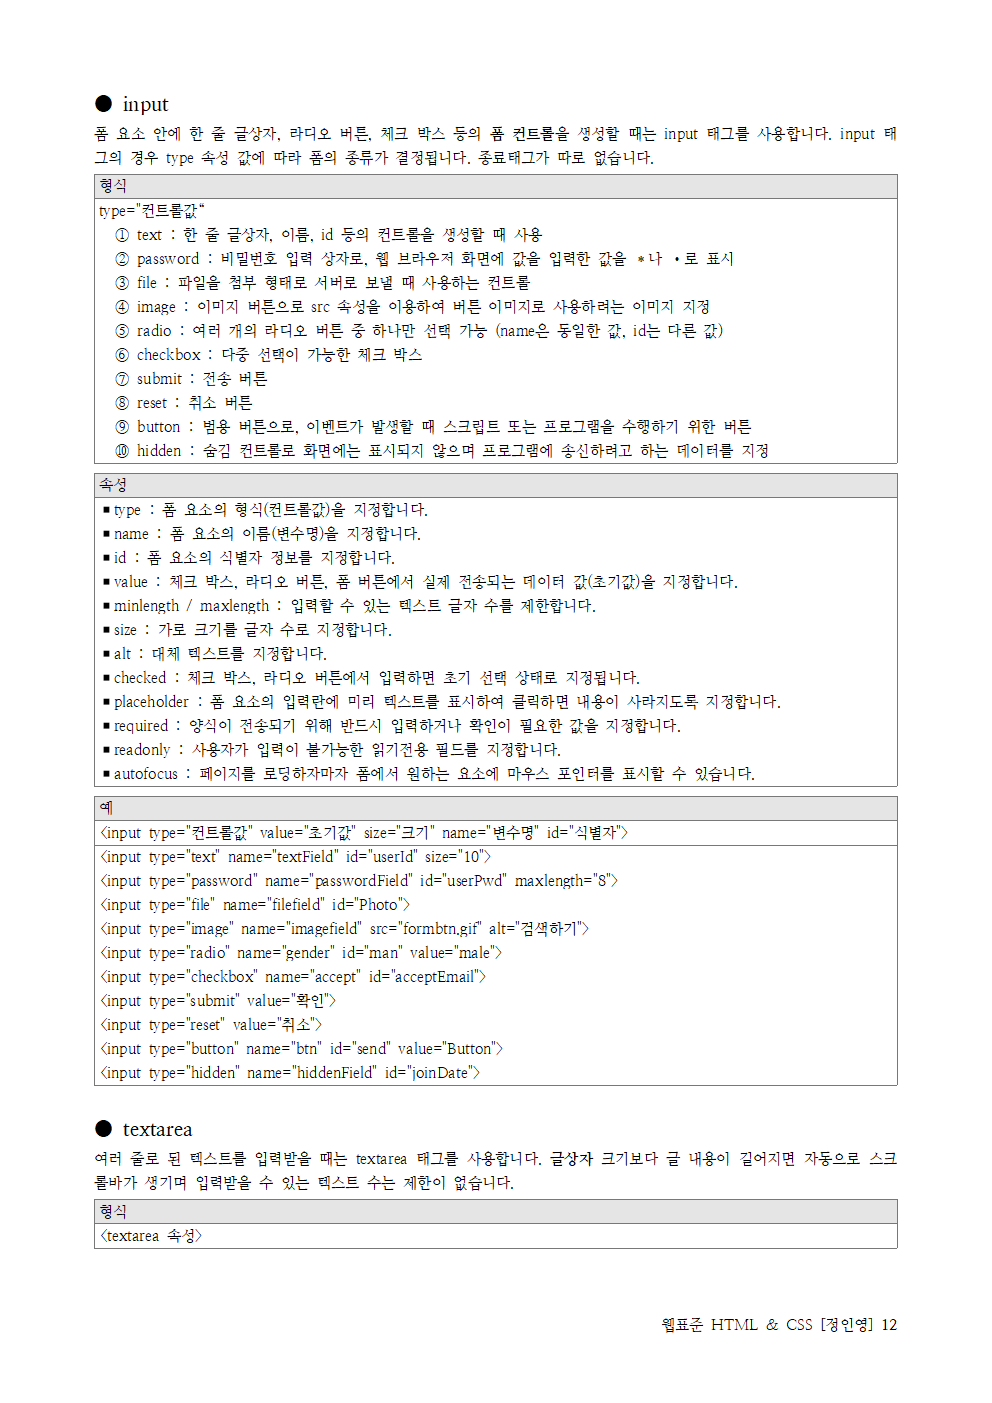 ● input
폼 요소 안에 한 줄 글상자, 라디오 버튼, 체크 박스 등의 폼 컨트롤을 생성할 때는 input 태그를 사용합니다. input 태
그의 경우 type 속성 값에 따라 폼의 종류가 결정됩니다. 종료태그가 따로 없습니다.
형식
type="컨트롤값“
① text : 한 줄 글상자, 이름, id 등의 컨트롤을 생성할 때 사용
② password : 비밀번호 입력 상자로, 웹 브라우저 화면에 값을 입력한 값을 *나 •로 표시
③ file : 파일을 첨부 형태로 서버로 보낼 때 사용하는 컨트롤
④ image : 이미지 버튼으로 src 속성을 이용하여 버튼 이미지로 사용하려는 이미지 지정
⑤ radio : 여러 개의 라디오 버튼 중 하나만 선택 가능 (name은 동일한 값, id는 다른 값)
⑥ checkbox : 다중 선택이 가능한 체크 박스
⑦ submit : 전송 버튼
⑧ reset : 취소 버튼
⑨ button : 범용 버튼으로, 이벤트가 발생할 때 스크립트 또는 프로그램을 수행하기 위한 버튼
⑩ hidden : 숨김 컨트롤로 화면에는 표시되지 않으며 프로그램에 송신하려고 하는 데이터를 지정
속성
■ type : 폼 요소의 형식(컨트롤값)을 지정합니다.
■ name : 폼 요소의 이름(변수명)을 지정합니다.
■ id : 폼 요소의 식별자 정보를 지정합니다.
■ value : 체크 박스, 라디오 버튼, 폼 버튼에서 실제 전송되는 데이터 값(초기값)을 지정합니다.
■ minlength / maxlength : 입력할 수 있는 텍스트 글자 수를 제한합니다.
■ size : 가로 크기를 글자 수로 지정합니다.
■ alt : 대체 텍스트를 지정합니다.
■ checked : 체크 박스, 라디오 버튼에서 입력하면 초기 선택 상태로 지정됩니다.
■ placeholder : 폼 요소의 입력란에 미리 텍스트를 표시하여 클릭하면 내용이 사라지도록 지정합니다.
■ required : 양식이 전송되기 위해 반드시 입력하거나 확인이 필요한 값을 지정합니다.
■ readonly : 사용자가 입력이 불가능한 읽기전용 필드를 지정합니다.
■ autofocus : 페이지를 로딩하자마자 폼에서 원하는 요소에 마우스 포인터를 표시할 수 있습니다.
예
<input type="컨트롤값" value="초기값" size="크기" name="변수명" id="식별자">
<input type="text" name="textField" id="userId" size="10">
<input type="password" name="passwordField" id="userPwd" maxlength="8">
<input type="file" name="filefield" id="Photo">
<input type="image" name="imagefield" src="formbtn.gif" alt="검색하기">
<input type="radio" name="gender" id="man" value="male">
<input type="checkbox" name="accept" id="acceptEmail">
<input type="submit" value="확인">
<input type="reset" value="취소">
<input type="button" name="btn" id="send" value="Button">
<input type="hidden" name="hiddenField" id="joinDate">
● textarea
여러 줄로 된 텍스트를 입력받을 때는 textarea 태그를 사용합니다. 글상자 크기보다 글 내용이 길어지면 자동으로 스크
롤바가 생기며 입력받을 수 있는 텍스트 수는 제한이 없습니다.
형식
<textarea 속성>
웹표준 HTML & CSS [정인영] 12